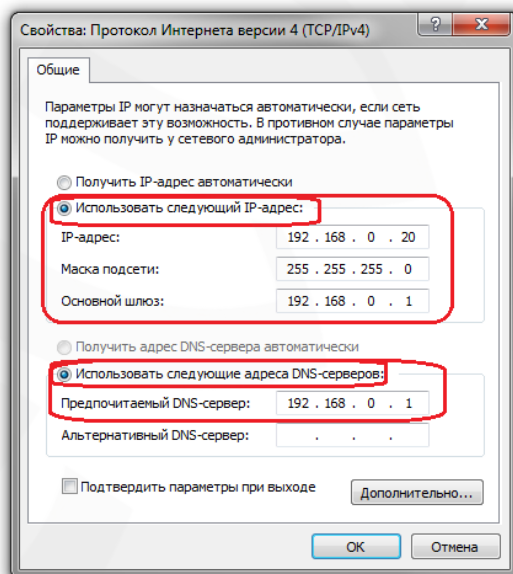 Свойства: Протокол Интернета версии 4 (TCP/IPv4)
Общие
Параметры IP могут назначаться автоматически, если сеть
поддерживает эту возможность. В противном случае параметры
IP можно получить у сетевого администратора.
Получить IP-адрес автоматически
Использовать следующий IP-адрес:
IP-адрес: 192 . 168 . 0 . 20
Маска подсети: 255 . 255 . 255 . 0
Основной шлюз: 192 . 168 . 0 . 1
Получить адрес DNS-сервера автоматически
Использовать следующие адреса DNS-серверов:
Предпочитаемый DNS-сервер: 192 . 168 . 0 . 1
Альтернативный DNS-сервер: . . .
Подтвердить параметры при выходе
Дополнительно...
ОК Отмена